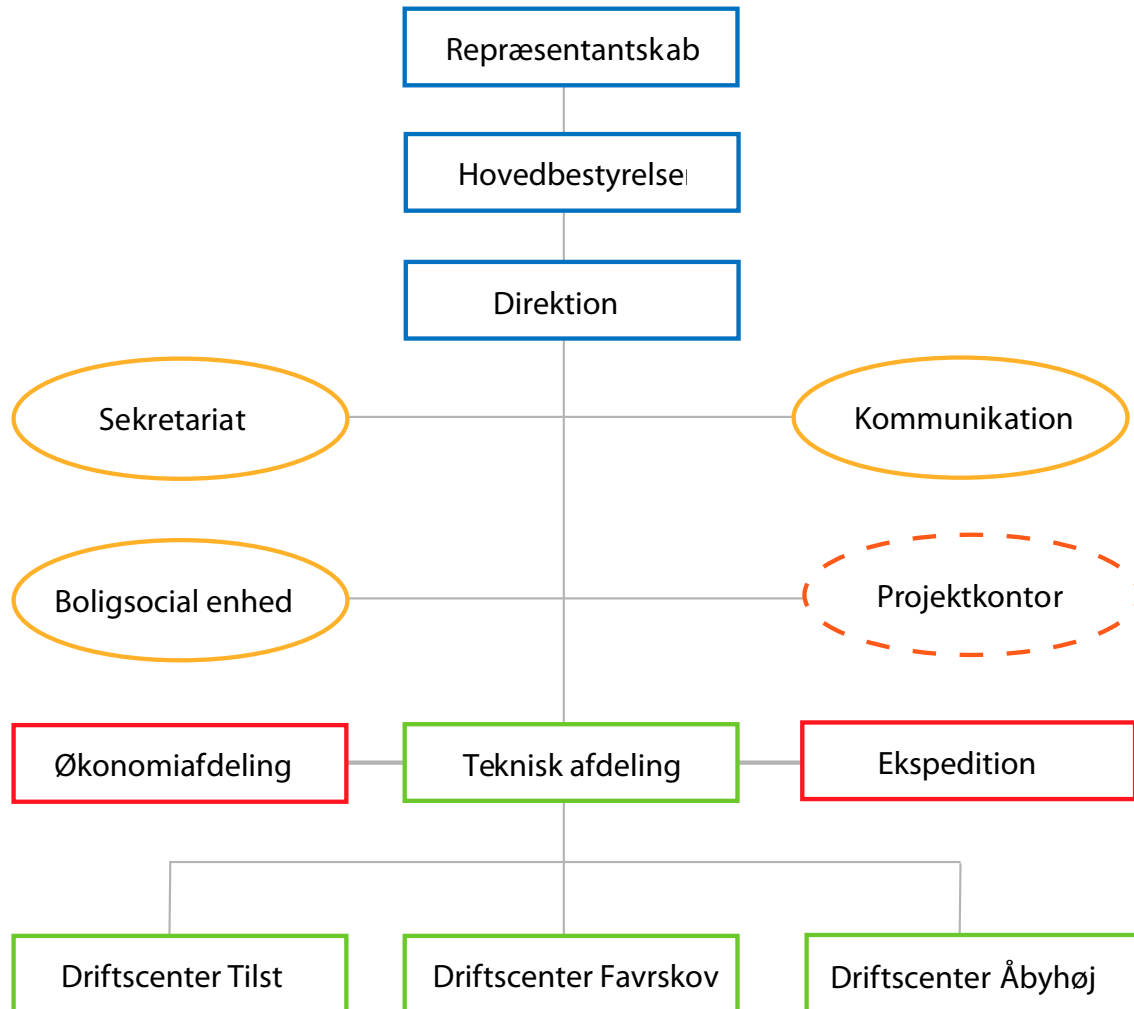 Repræsentantskab
Hovedbestyrelse
Direktion
Sekretariat
Kommunikation
Boligsocial enhed
Projektkontor
Økonomiafdeling
Teknisk afdeling
Ekspedition
Driftscenter Tilst
Driftscenter Favrskov
Driftscenter Åbyhøj